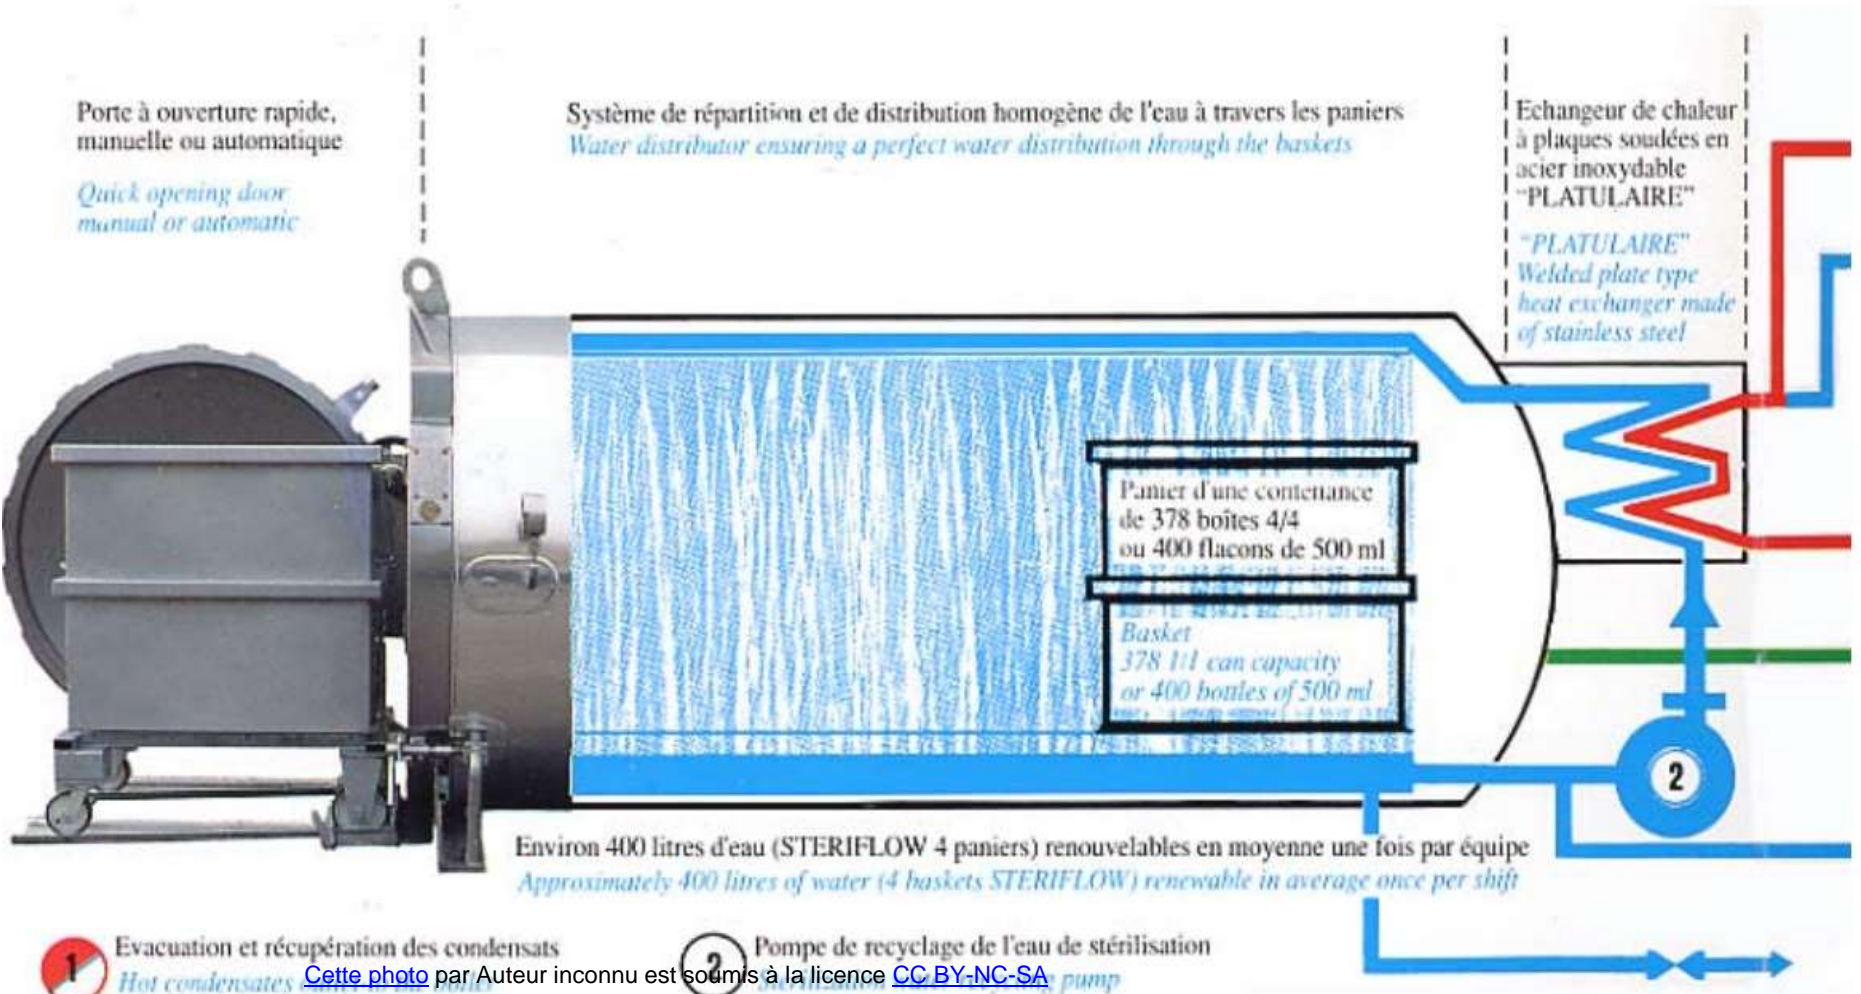 Porte à ouverture rapide,
manuelle ou automatique
Quick opening door
manual or automatic
Système de répartition et de distribution homogène de l'eau à travers les paniers
Water distributor ensuring a perfect water distribution through the baskets
Echangeur de chaleur
à plaques soudées en
acier inoxydable
"PLATULAIRE"
"PLATULAIRE"
Welded plate type
heat exchanger made
of stainless steel
Panier d'une contenance
de 378 boîtes 4/4
ou 400 flacons de 500 ml
Basket
378 1:1 can capacity
or 400 bottles of 500 ml
2
Environ 400 litres d'eau (STERIFLOW 4 paniers) renouvelables en moyenne une fois par équipe
Approximately 400 litres of water (4 baskets STERIFLOW) renewable in average once per shift
1 Evacuation et récupération des condensats
Hot condensates
2 Pompe de recyclage de l'eau de stérilisation
pump
Cette photo par Auteur inconnu est soumis à la licence CC BY-NC-SA